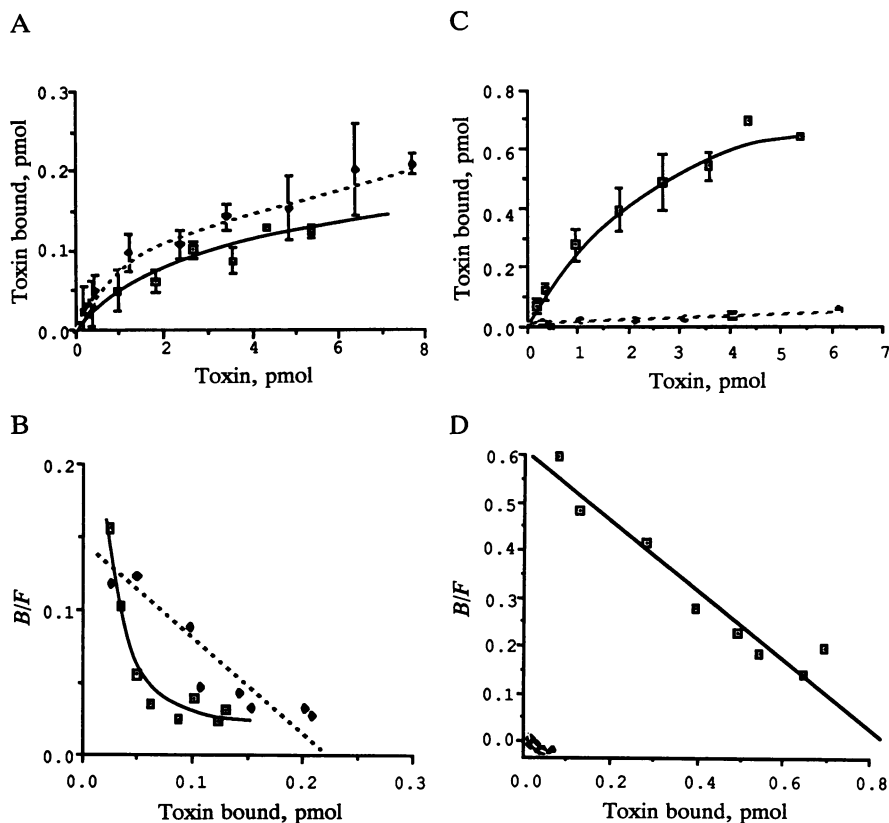 A
Toxin bound, pmol
0.3
0.2
0.1
0.0
0 2 4 6 8
Toxin, pmol
C
Toxin bound, pmol
0.8
0.6
0.4
0.2
0.0
0 1 2 3 4 5 6 7
Toxin, pmol
B
B/F
0.2
0.1
0.0
0.0 0.1 0.2 0.3
Toxin bound, pmol
D
B/F
0.6
0.5
0.4
0.3
0.2
0.1
0.0
0.0 0.2 0.4 0.6 0.8
Toxin bound, pmol